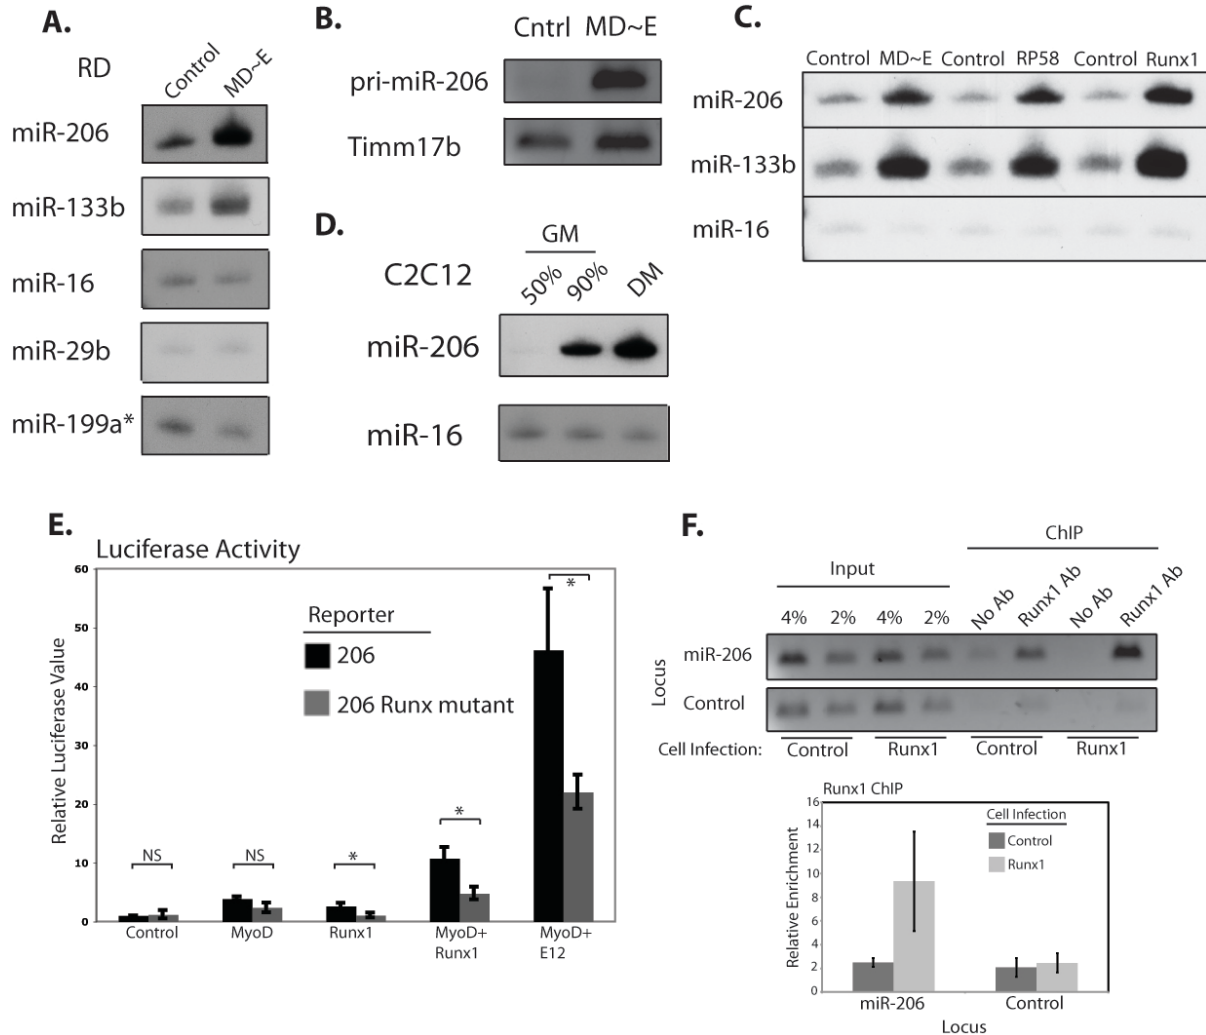 A.
RD
Control
MD~E
miR-206
miR-133b
miR-16
miR-29b
miR-199a*
B.
Cntrl MD~E
pri-miR-206
Timm17b
C.
Control MD~E Control RP58 Control Runx1
miR-206
miR-133b
miR-16
D.
GM
C2C12
50%
90%
DM
miR-206
miR-16
E.
Luciferase Activity
Relative Luciferase Value
60
50
40
30
20
10
0
Reporter
206
206 Runx mutant
NS
NS
*
*
*
Control
MyoD
Runx1
MyoD+
Runx1
MyoD+
E12
F.
ChIP
Input
4% 2% 4% 2%
No Ab
Runx1 Ab
No Ab
Runx1 Ab
Locus
miR-206
Control
Cell Infection: Control Runx1 Control Runx1
Runx1 ChIP
Relative Enrichment
16
14
12
10
8
6
4
2
0
Cell Infection
Control
Runx1
miR-206
Control
Locus